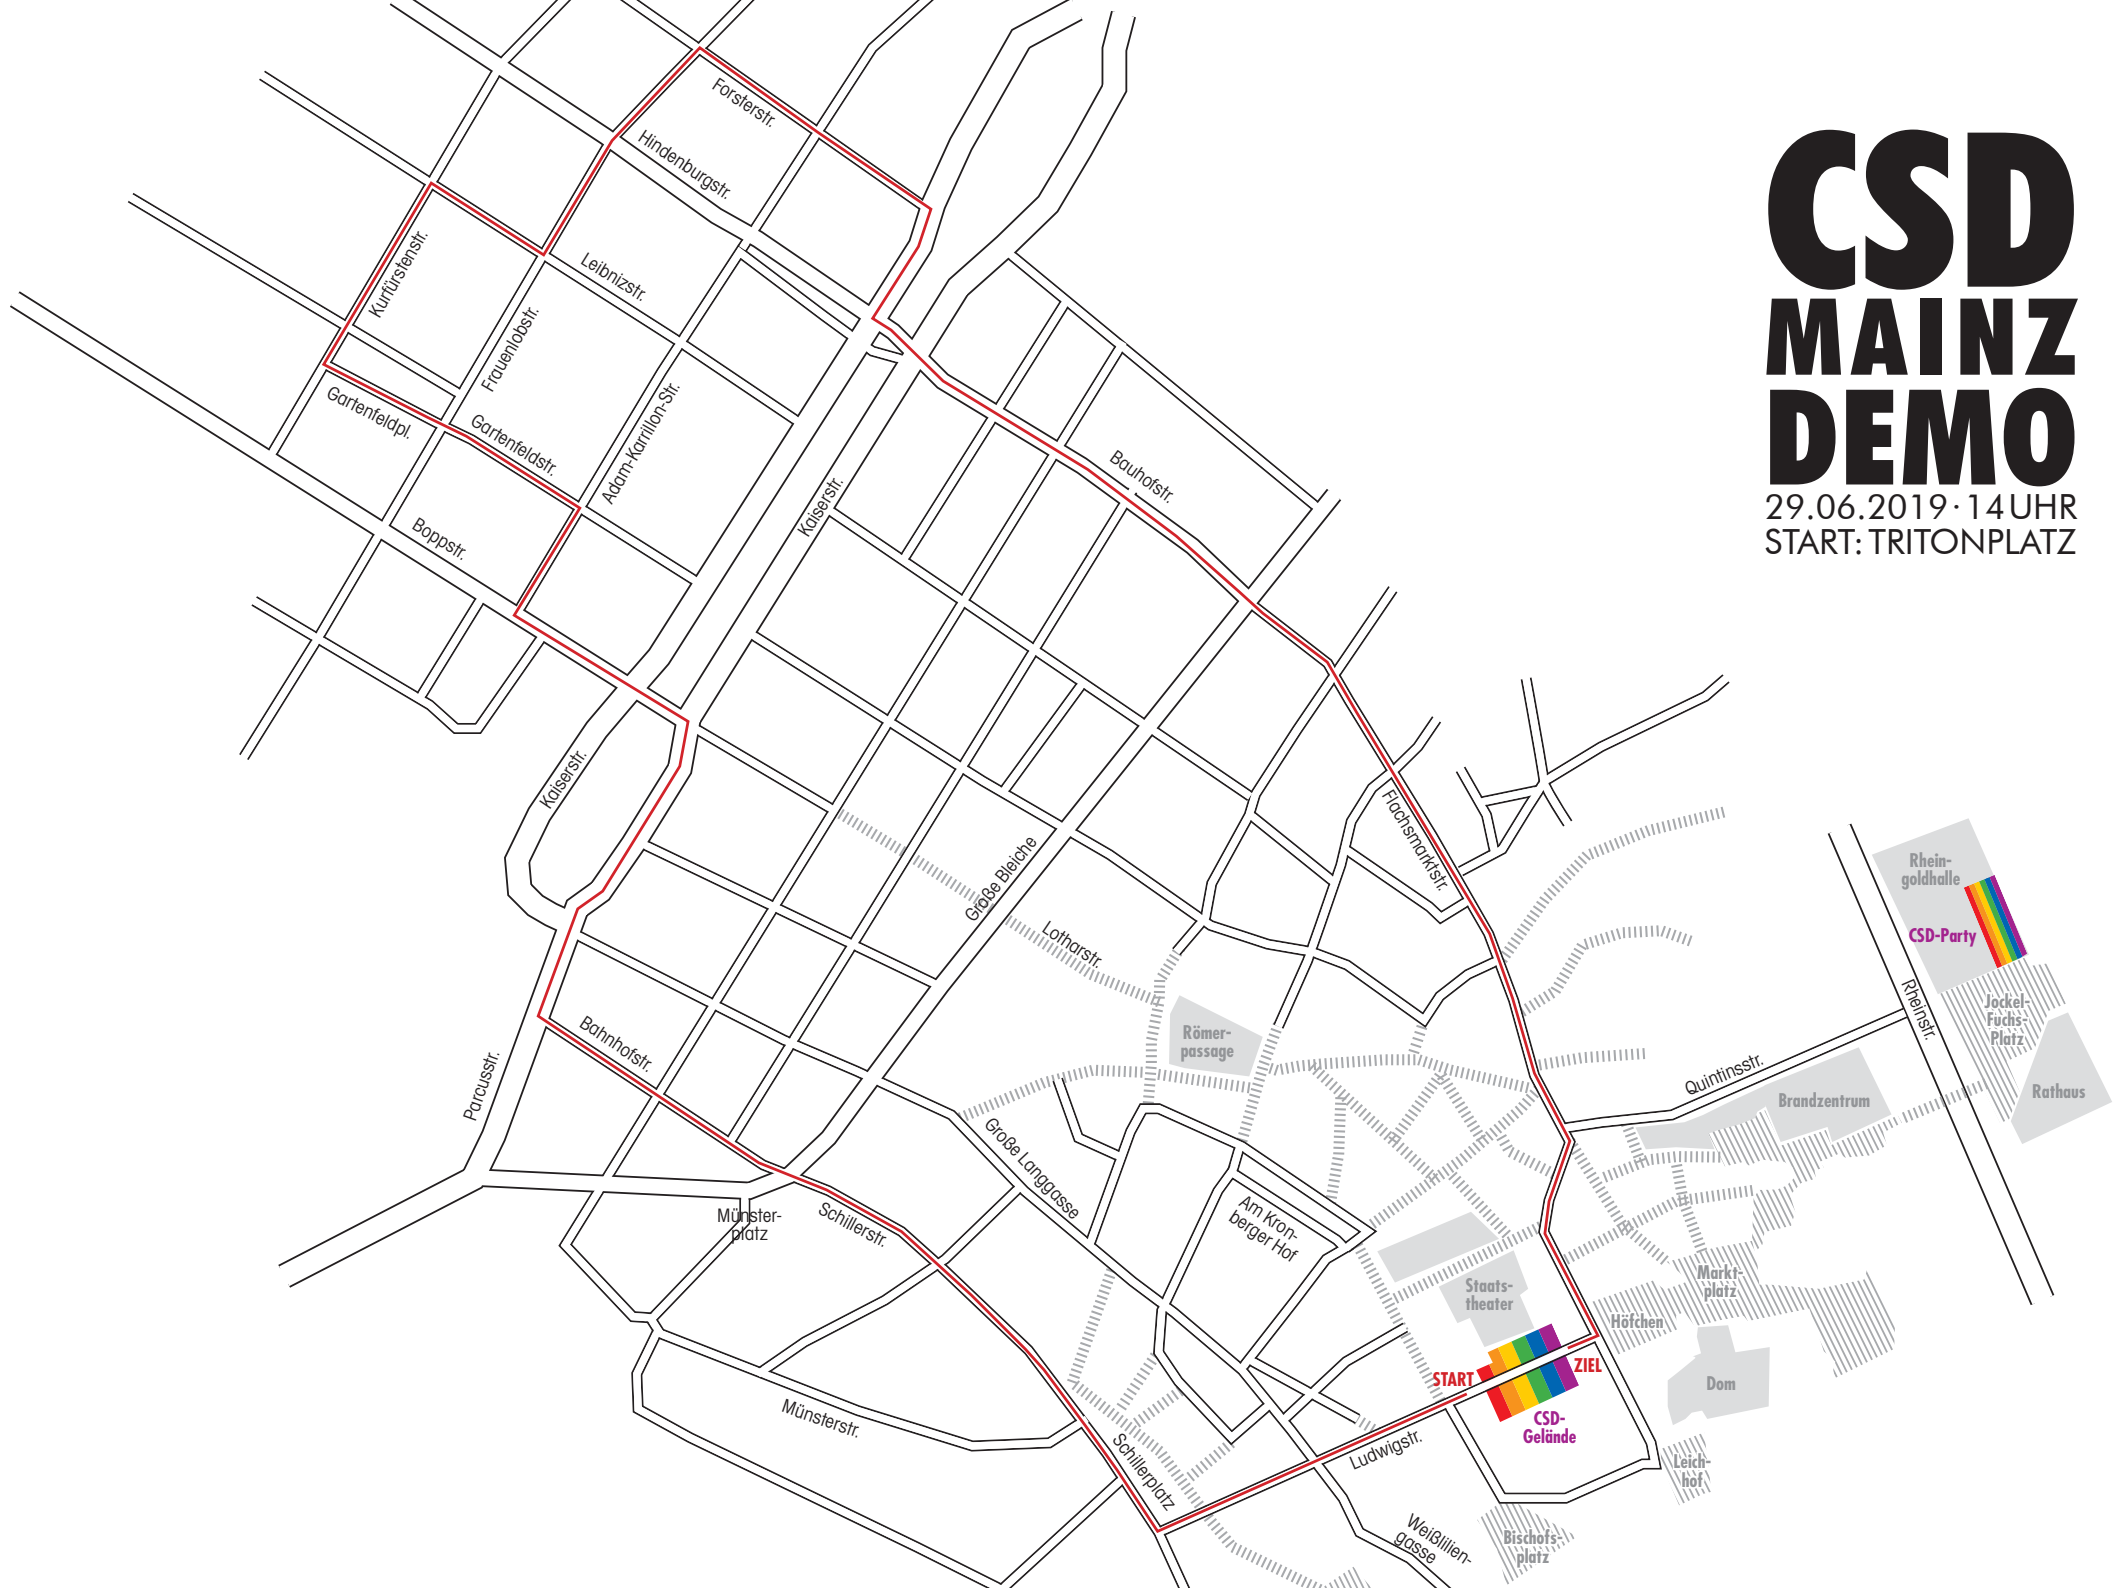 CSD
MAINZ
DEMO
29.06.2019 · 14 UHR
START: TRITONPLATZ
Forsterstr.
Hindenburgstr.
Leibnizstr.
Kurfürstenstr.
Frauenlobstr.
Gartenfeldpl.
Gartenfeldstr.
Adam-Karrillon-Str.
Boppstr.
Kaiserstr.
Bauhofstr.
Kaiserstr.
Flachsmarktstr.
Große Bleiche
Lotharstr.
Rhein-
goldhalle
CSD-Party
Rheinstr.
Jockel-
Fuchs-
Platz
Rathaus
Römer-
passage
Bahnhofstr.
Parcusstr.
Quintinsstr.
Brandzentrum
Große Langgasse
Münster-
platz
Schillerstr.
Am Kron-
berger Hof
Staats-
theater
Markt-
platz
Höfchen
START
ZIEL
Dom
CSD-
Gelände
Münsterstr.
Schillerplatz
Ludwigstr.
Leich-
hof
Weißlilien-
gasse
Bischofs-
platz